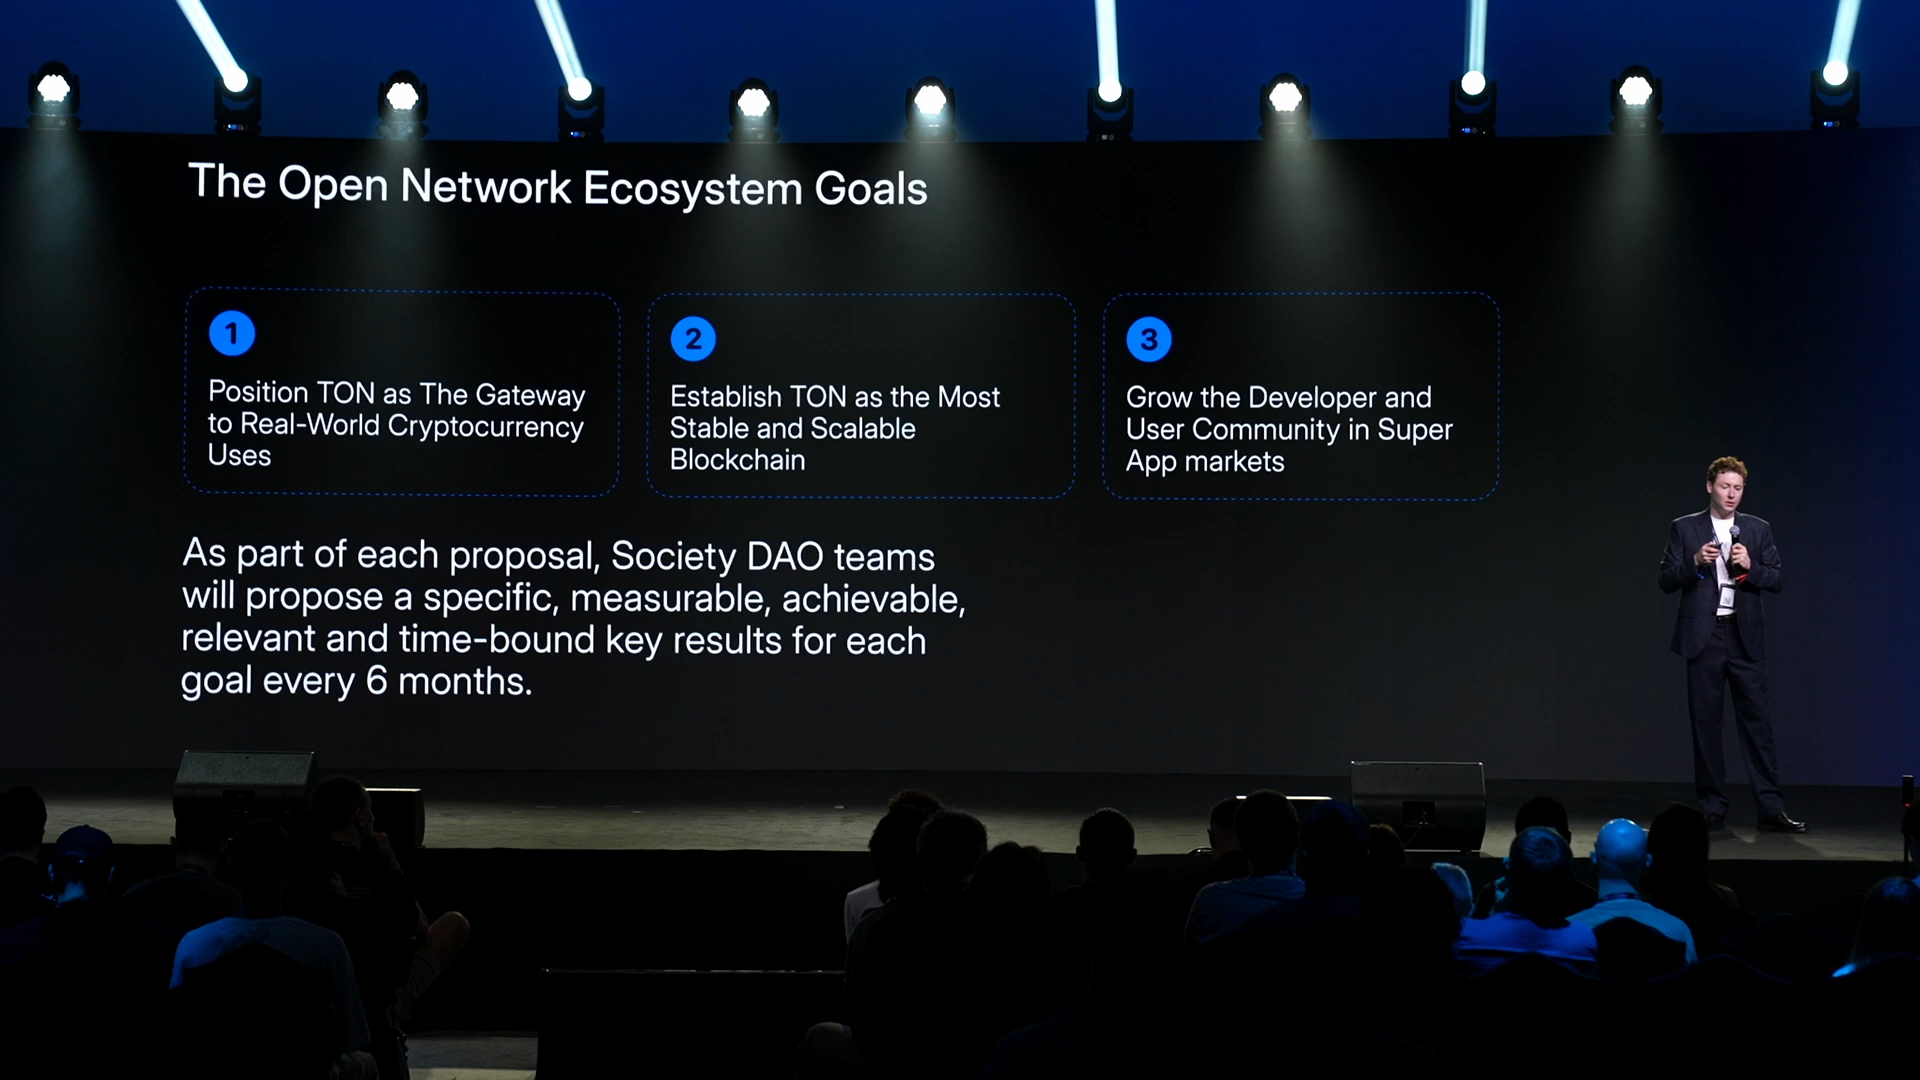 The Open Network Ecosystem Goals
1
Position TON as The Gateway
to Real-World Cryptocurrency
Uses
2
Establish TON as the Most
Stable and Scalable
Blockchain
3
Grow the Developer and
User Community in Super
App markets
As part of each proposal, Society DAO teams
will propose a specific, measurable, achievable,
relevant and time-bound key results for each
goal every 6 months.